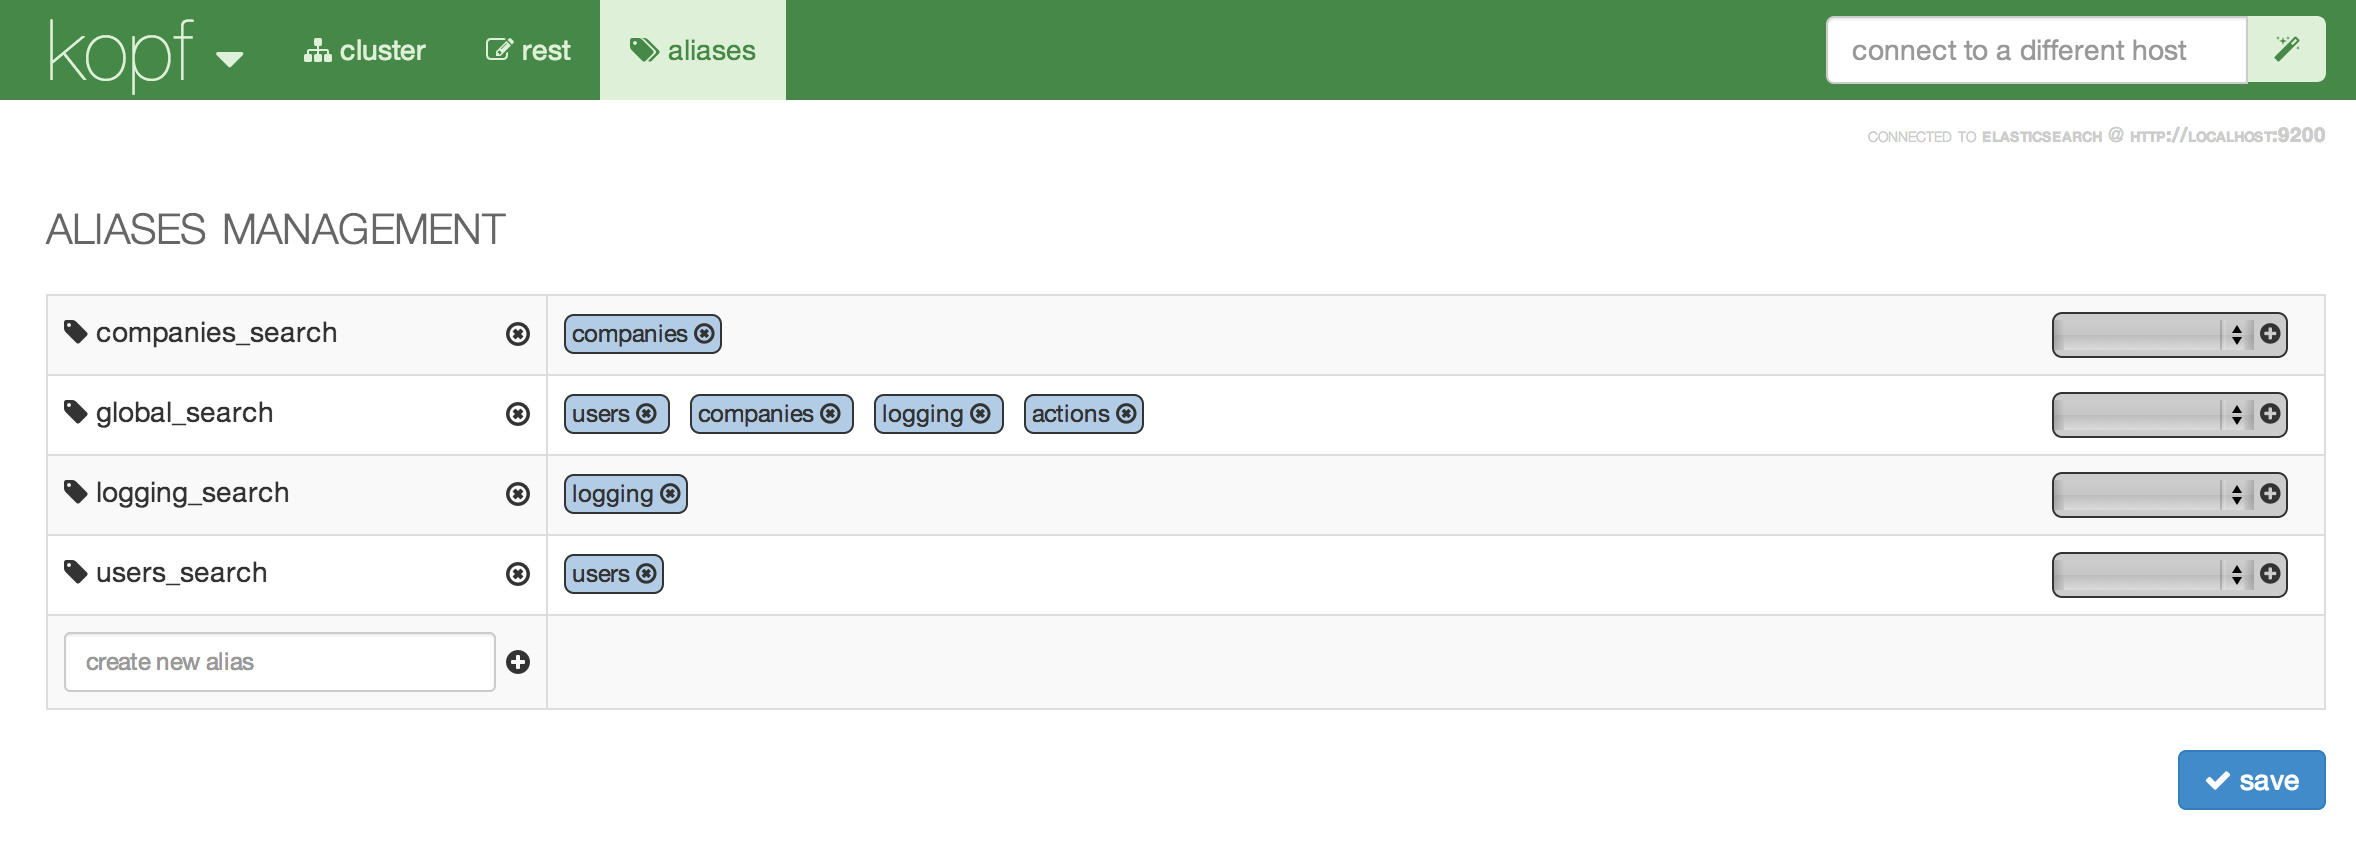 kopf cluster rest aliases connect to a different host
CONNECTED TO ELASTICSEARCH @ HTTP://LOCALHOST:9200
ALIASES MANAGEMENT
companies_search companies
global_search users companies logging actions
logging_search logging
users_search users
create new alias
save